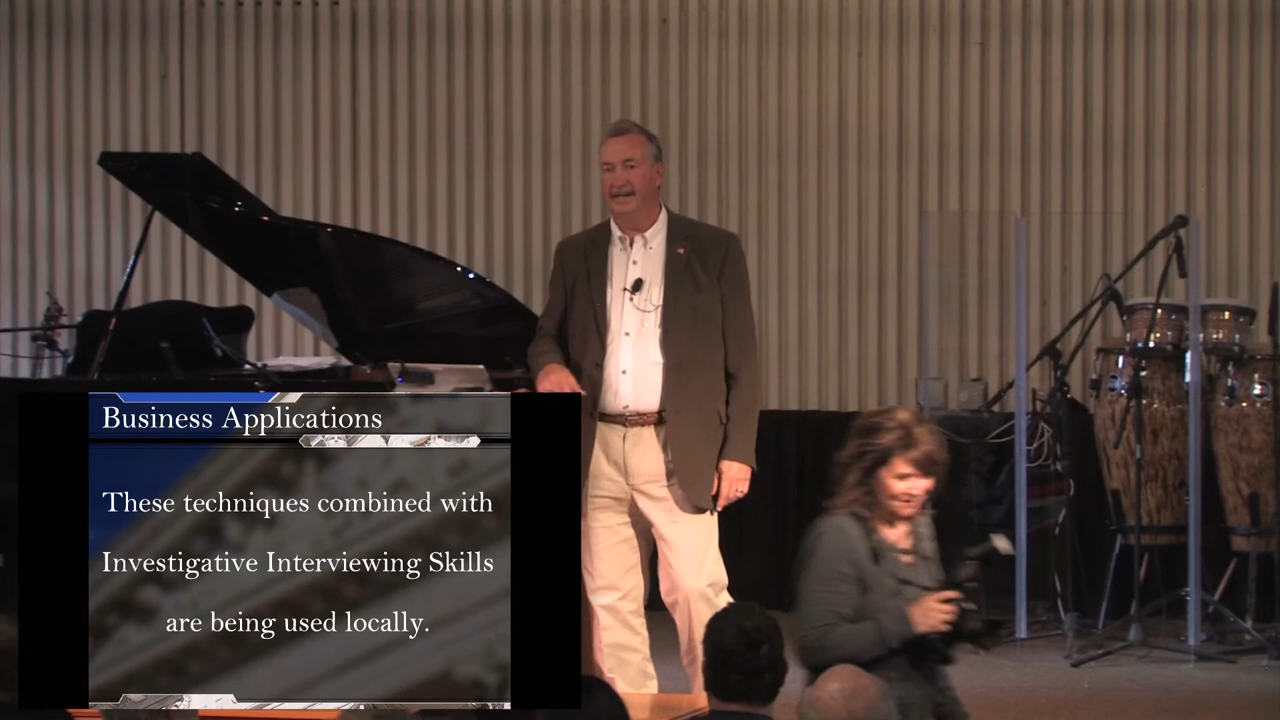 Business Applications
These techniques combined with
Investigative Interviewing Skills
are being used locally.